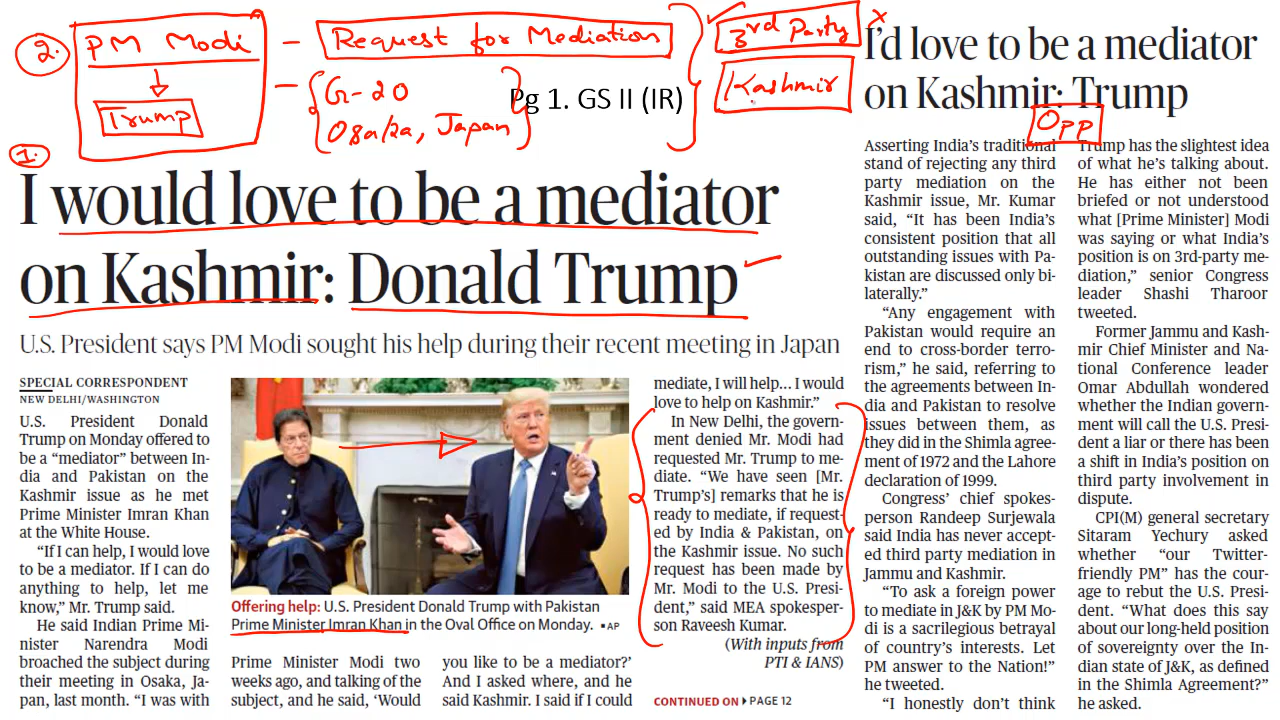 2.
PM Modi
Trump
- Request for Mediation
- G-20
Osaka, Japan
Pg 1. GS II (IR)
3rd Party
Kashmir
1.
I would love to be a mediator
on Kashmir: Donald Trump
U.S. President says PM Modi sought his help during their recent meeting in Japan
SPECIAL CORRESPONDENT
NEW DELHI/WASHINGTON
U.S. President Donald
Trump on Monday offered to
be a “mediator” between In-
dia and Pakistan on the
Kashmir issue as he met
Prime Minister Imran Khan
at the White House.
“If I can help, I would love
to be a mediator. If I can do
anything to help, let me
know,” Mr. Trump said.
He said Indian Prime Mi-
nister Narendra Modi
broached the subject during
their meeting in Osaka, Ja-
pan, last month. “I was with
Offering help: U.S. President Donald Trump with Pakistan
Prime Minister Imran Khan in the Oval Office on Monday. ▪AP
Prime Minister Modi two
weeks ago, and talking of the
subject, and he said, ‘Would
you like to be a mediator?’
And I asked where, and he
said Kashmir. I said if I could
mediate, I will help... I would
love to help on Kashmir.”
In New Delhi, the govern-
ment denied Mr. Modi had
requested Mr. Trump to me-
diate. “We have seen [Mr.
Trump’s] remarks that he is
ready to mediate, if request-
ed by India & Pakistan, on
the Kashmir issue. No such
request has been made by
Mr. Modi to the U.S. Presi-
dent,” said MEA spokesper-
son Raveesh Kumar.
(With inputs from
PTI & IANS)
CONTINUED ON ▸ PAGE 12
I’d love to be a mediator
on Kashmir: Trump
Opp
Asserting India’s traditional
stand of rejecting any third
party mediation on the
Kashmir issue, Mr. Kumar
said, “It has been India’s
consistent position that all
outstanding issues with Pa-
kistan are discussed only bi-
laterally.”
“Any engagement with
Pakistan would require an
end to cross-border terro-
rism,” he said, referring to
the agreements between In-
dia and Pakistan to resolve
issues between them, as
they did in the Shimla agree-
ment of 1972 and the Lahore
declaration of 1999.
Congress’ chief spokes-
person Randeep Surjewala
said India has never accept-
ed third party mediation in
Jammu and Kashmir.
“To ask a foreign power
to mediate in J&K by PM Mo-
di is a sacrilegious betrayal
of country’s interests. Let
PM answer to the Nation!”
he tweeted.
“I honestly don’t think
Trump has the slightest idea
of what he’s talking about.
He has either not been
briefed or not understood
what [Prime Minister] Modi
was saying or what India’s
position is on 3rd-party me-
diation,” senior Congress
leader Shashi Tharoor
tweeted.
Former Jammu and Kash-
mir Chief Minister and Na-
tional Conference leader
Omar Abdullah wondered
whether the Indian govern-
ment will call the U.S. Presi-
dent a liar or there has been
a shift in India’s position on
third party involvement in
dispute.
CPI(M) general secretary
Sitaram Yechury asked
whether “our Twitter-
friendly PM” has the cour-
age to rebut the U.S. Presi-
dent. “What does this say
about our long-held position
of sovereignty over the In-
dian state of J&K, as defined
in the Shimla Agreement?”
he asked.